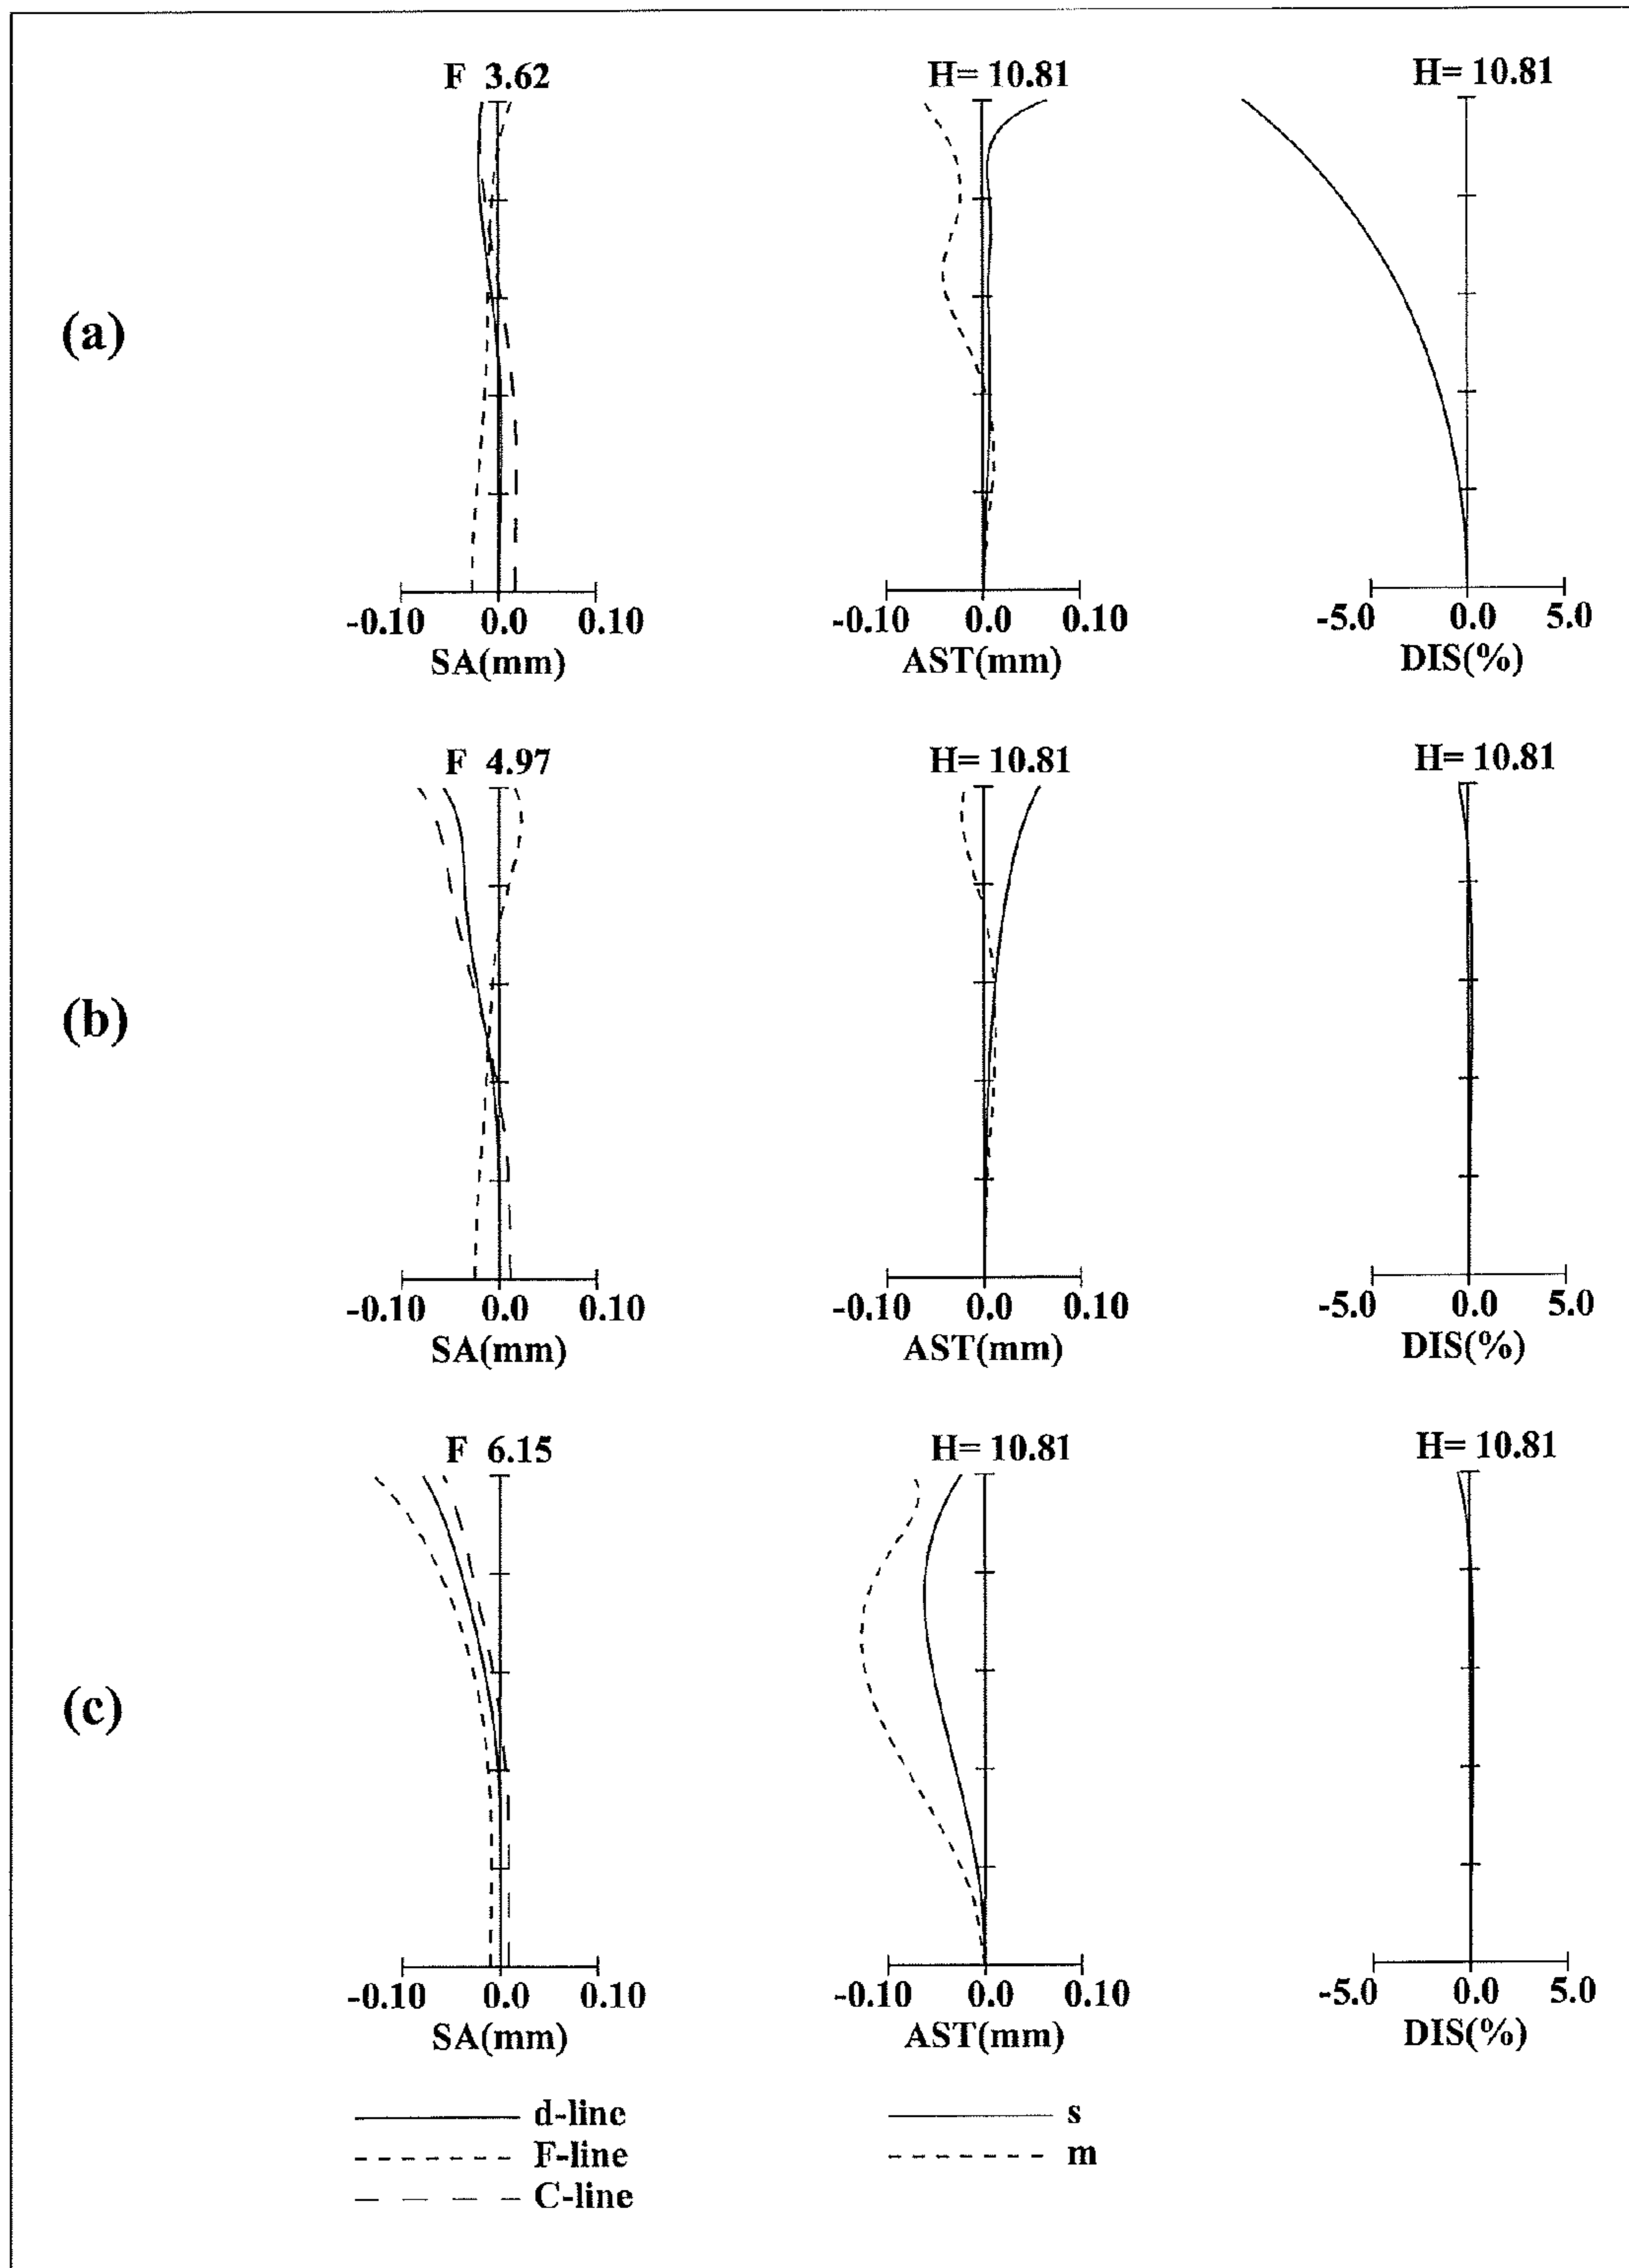 F 3.62 H= 10.81 H= 10.81
(a)
-0.10 0.0 0.10 -0.10 0.0 0.10 -5.0 0.0 5.0
SA(mm) AST(mm) DIS(%)
F 4.97 H= 10.81 H= 10.81
(b)
-0.10 0.0 0.10 -0.10 0.0 0.10 -5.0 0.0 5.0
SA(mm) AST(mm) DIS(%)
F 6.15 H= 10.81 H= 10.81
(c)
-0.10 0.0 0.10 -0.10 0.0 0.10 -5.0 0.0 5.0
SA(mm) AST(mm) DIS(%)
d-line s
F-line m
C-line